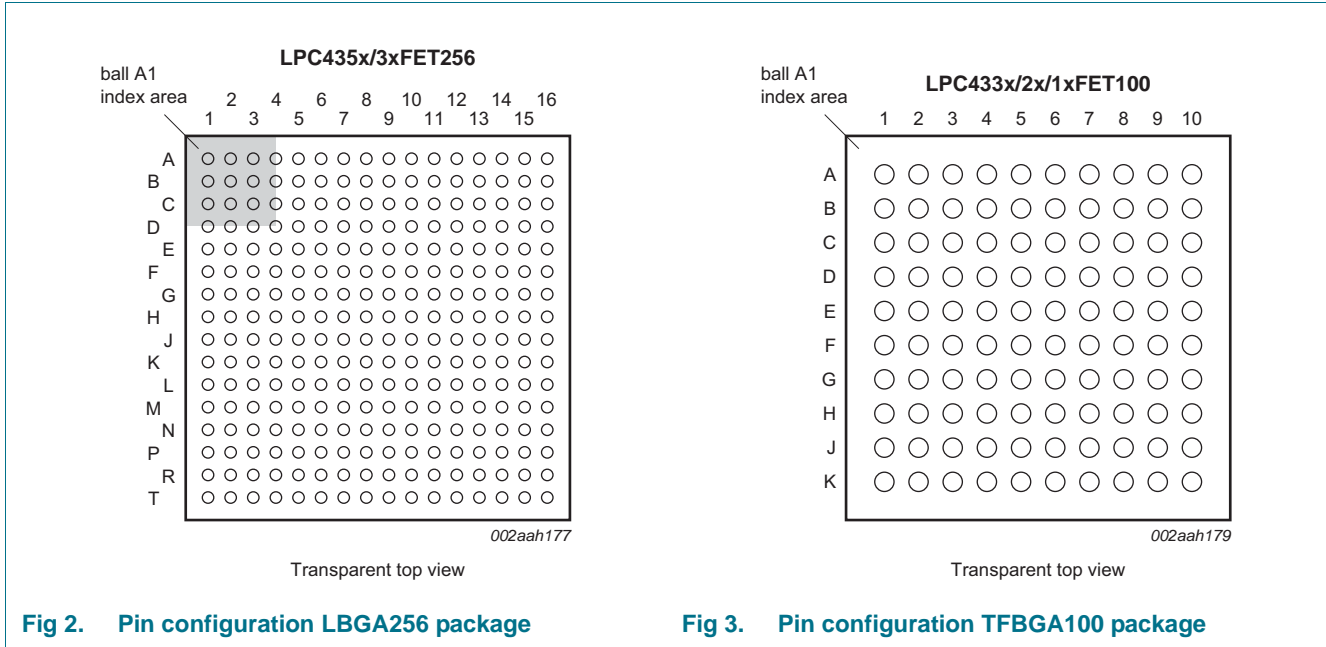 LPC435x/3xFET256
ball A1
index area
2 4 6 8 10 12 14 16
1 3 5 7 9 11 13 15
A
B
C
D
E
F
G
H
J
K
L
M
N
P
R
T
002aah177
Transparent top view
Fig 2. Pin configuration LBGA256 package
ball A1
index area
LPC433x/2x/1xFET100
1 2 3 4 5 6 7 8 9 10
A
B
C
D
E
F
G
H
J
K
002aah179
Transparent top view
Fig 3. Pin configuration TFBGA100 package